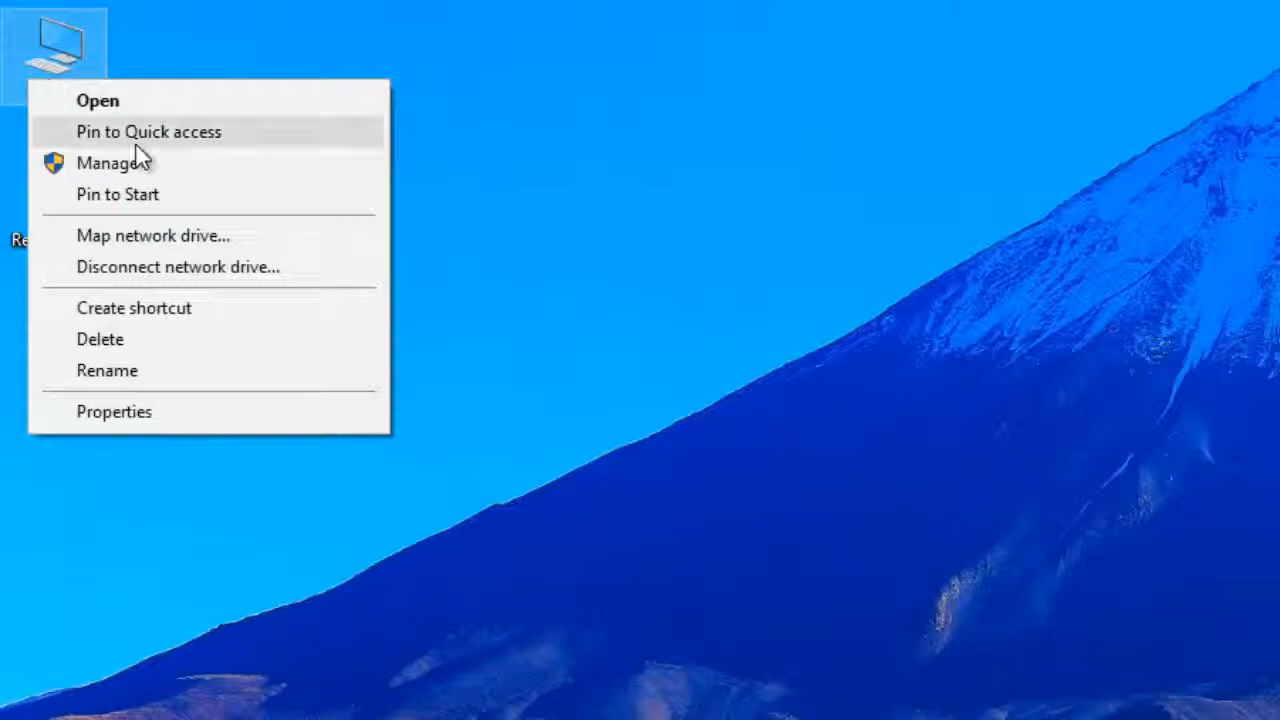 Open
Pin to Quick access
Manage
Pin to Start
Map network drive...
Disconnect network drive...
Create shortcut
Delete
Rename
Properties